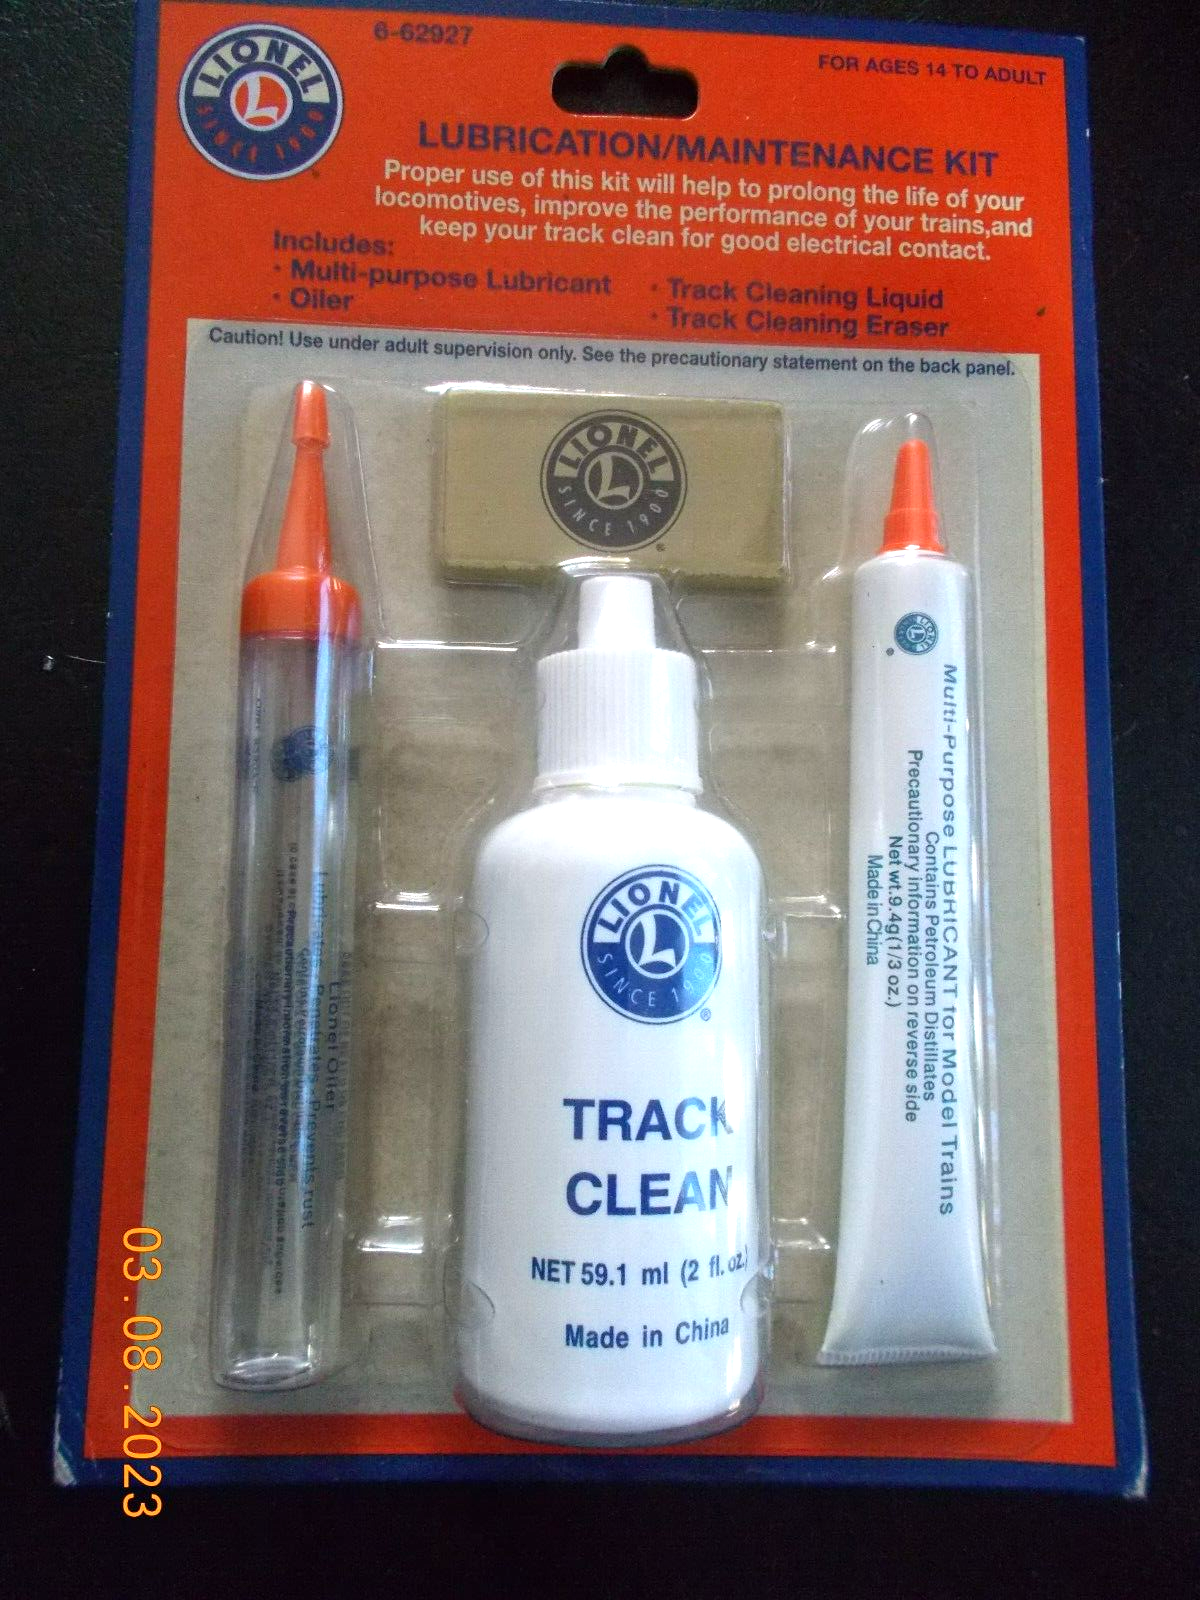 6-62927
FOR AGES 14 TO ADULT
LIONEL
L
SINCE 1900
LUBRICATION/MAINTENANCE KIT
Proper use of this kit will help to prolong the life of your
locomotives, improve the performance of your trains,and
keep your track clean for good electrical contact.
Includes:
• Multi-purpose Lubricant
• Oiler
• Track Cleaning Liquid
• Track Cleaning Eraser
Caution! Use under adult supervision only. See the precautionary statement on the back panel.
LIONEL
L
SINCE 1900
®
Lionel Oiler
Lubricates • Penetrates • Prevents rust
LIONEL
L
SINCE 1900
®
TRACK
CLEAN
NET 59.1 ml (2 fl. oz.)
Made in China
LIONEL
Multi-Purpose LUBRICANT for Model Trains
Contains Petroleum Distillates
Precautionary information on reverse side
Net wt.9.4g(1/3 oz.)
Made in China
03.08.2023